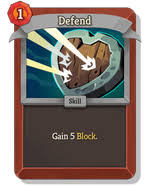 Defend
1
Skill
Gain 5 Block.